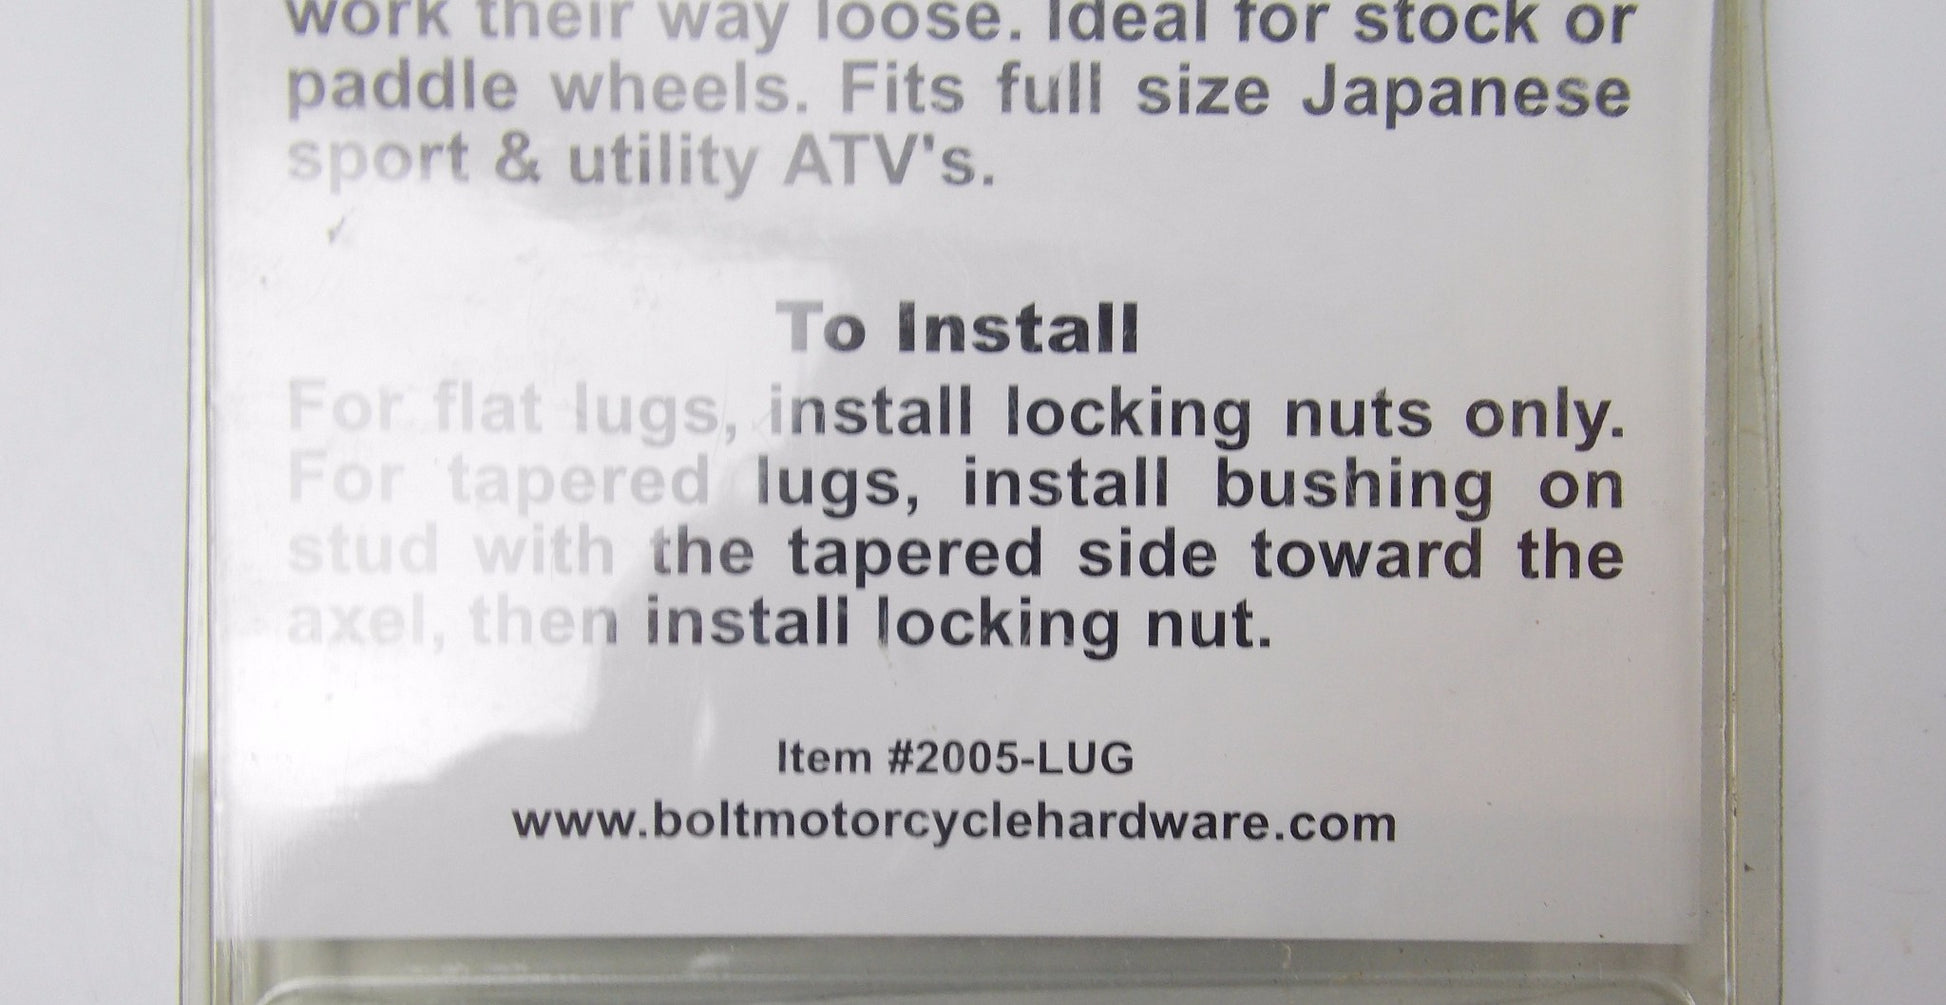 work their way loose. Ideal for stock or
paddle wheels. Fits full size Japanese
sport & utility ATV's.
To Install
For flat lugs, install locking nuts only.
For tapered lugs, install bushing on
stud with the tapered side toward the
axel, then install locking nut.
Item #2005-LUG
www.boltmotorcyclehardware.com